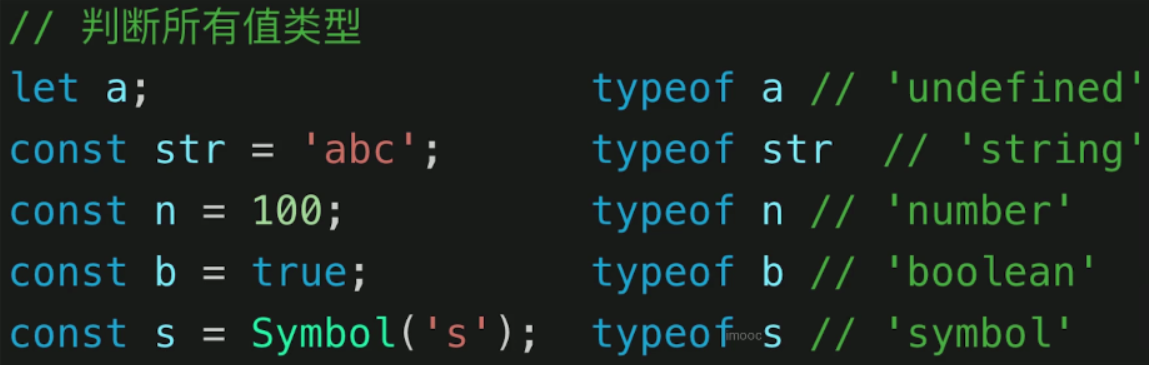 // 判断所有值类型
let a; typeof a // 'undefined'
const str = 'abc'; typeof str // 'string'
const n = 100; typeof n // 'number'
const b = true; typeof b // 'boolean'
const s = Symbol('s'); typeof s // 'symbol'
imooc